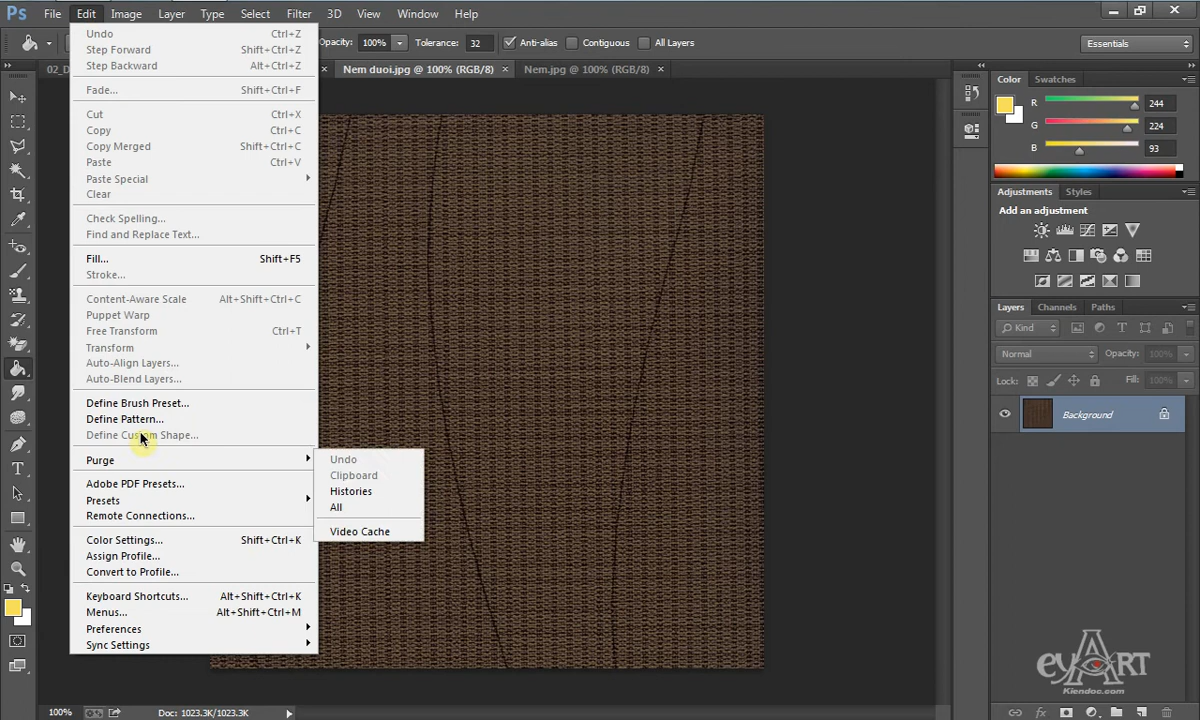 Ps File Edit Image Layer Type Select Filter 3D View Window Help
Opacity: 100% Tolerance: 32 Anti-alias Contiguous All Layers Essentials
02_D × Nem duoi.jpg @ 100% (RGB/8) × Nem.jpg @ 100% (RGB/8) ×
Undo Ctrl+Z
Step Forward Shift+Ctrl+Z
Step Backward Alt+Ctrl+Z
Fade... Shift+Ctrl+F
Cut Ctrl+X
Copy Ctrl+C
Copy Merged Shift+Ctrl+C
Paste Ctrl+V
Paste Special
Clear
Check Spelling...
Find and Replace Text...
Fill... Shift+F5
Stroke...
Content-Aware Scale Alt+Shift+Ctrl+C
Puppet Warp
Free Transform Ctrl+T
Transform
Auto-Align Layers...
Auto-Blend Layers...
Define Brush Preset...
Define Pattern...
Define Custom Shape...
Purge
Adobe PDF Presets...
Presets
Remote Connections...
Color Settings... Shift+Ctrl+K
Assign Profile...
Convert to Profile...
Keyboard Shortcuts... Alt+Shift+Ctrl+K
Menus... Alt+Shift+Ctrl+M
Preferences
Sync Settings
Undo
Clipboard
Histories
All
Video Cache
Color Swatches
R 244
G 224
B 93
Adjustments Styles
Add an adjustment
Layers Channels Paths
Kind
Normal Opacity: 100%
Lock: Fill: 100%
Background
eyART
Kiendoc.com
100% Doc: 1023.3K/1023.3K